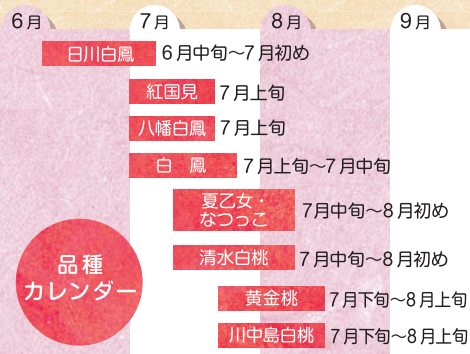 6月 7月 8月 9月
日川白鳳 6月中旬～7月初め
紅国見 7月上旬
八幡白鳳 7月上旬
白 鳳 7月上旬～7月中旬
夏乙女・
なつっこ 7月中旬～8月初め
清水白桃 7月中旬～8月初め
黄金桃 7月下旬～8月上旬
川中島白桃 7月下旬～8月上旬
品種
カレンダー